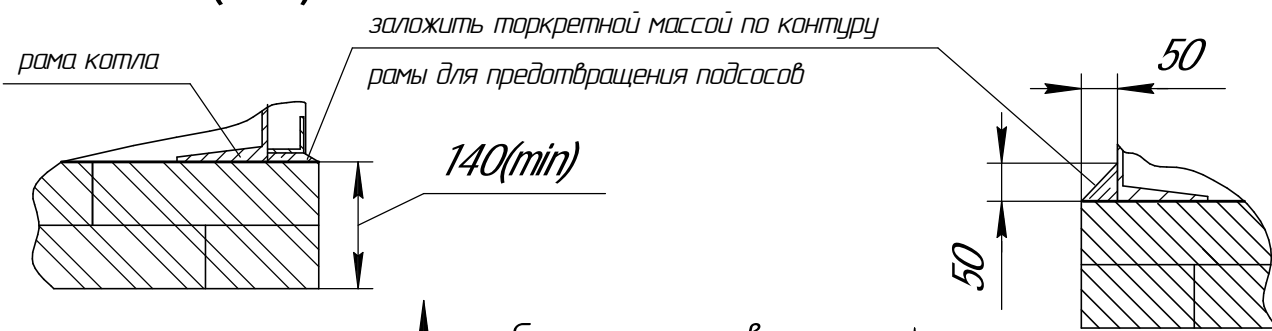 заложить торкретной массой по контуру
рамы для предотвращения подсосов
рама котла
50
140(min)
50